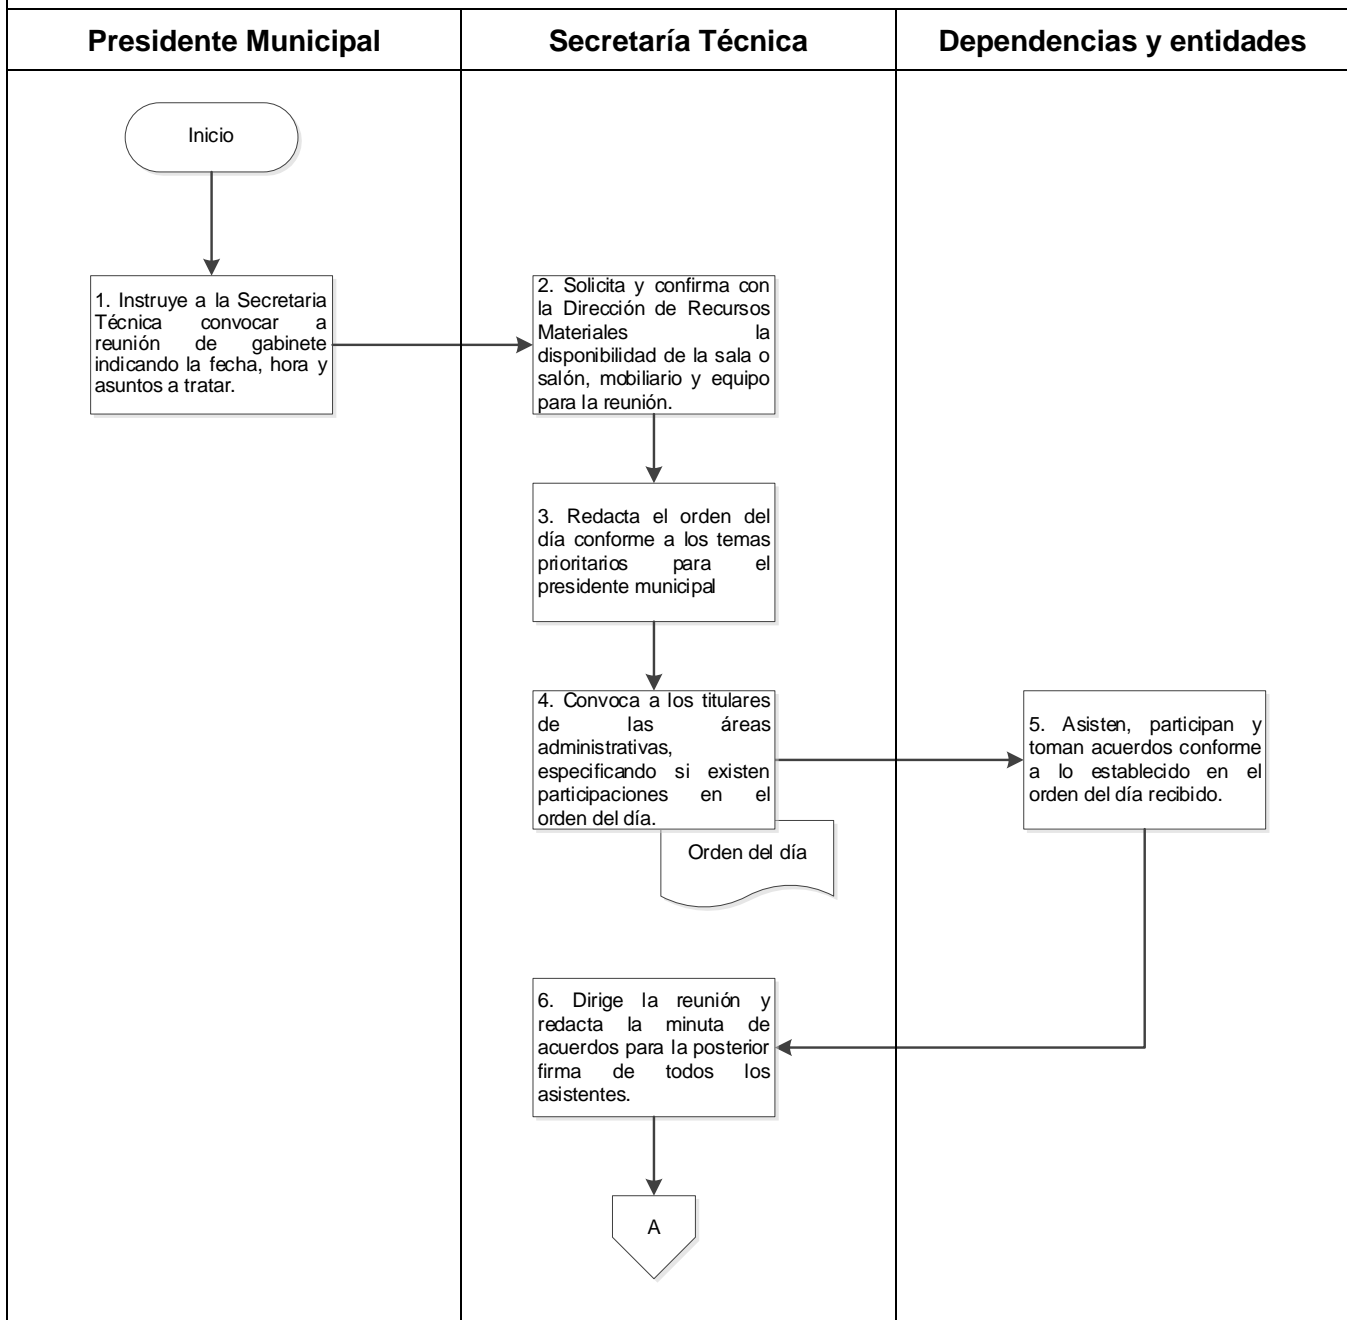 Presidente Municipal
Secretaría Técnica
Dependencias y entidades
Inicio
1. Instruye a la Secretaria
Técnica convocar a
reunión de gabinete
indicando la fecha, hora y
asuntos a tratar.
2. Solicita y confirma con
la Dirección de Recursos
Materiales la
disponibilidad de la sala o
salón, mobiliario y equipo
para la reunión.
3. Redacta el orden del
día conforme a los temas
prioritarios para el
presidente municipal
4. Convoca a los titulares
de las áreas
administrativas,
especificando si existen
participaciones en el
orden del día.
Orden del día
5. Asisten, participan y
toman acuerdos conforme
a lo establecido en el
orden del día recibido.
6. Dirige la reunión y
redacta la minuta de
acuerdos para la posterior
firma de todos los
asistentes.
A